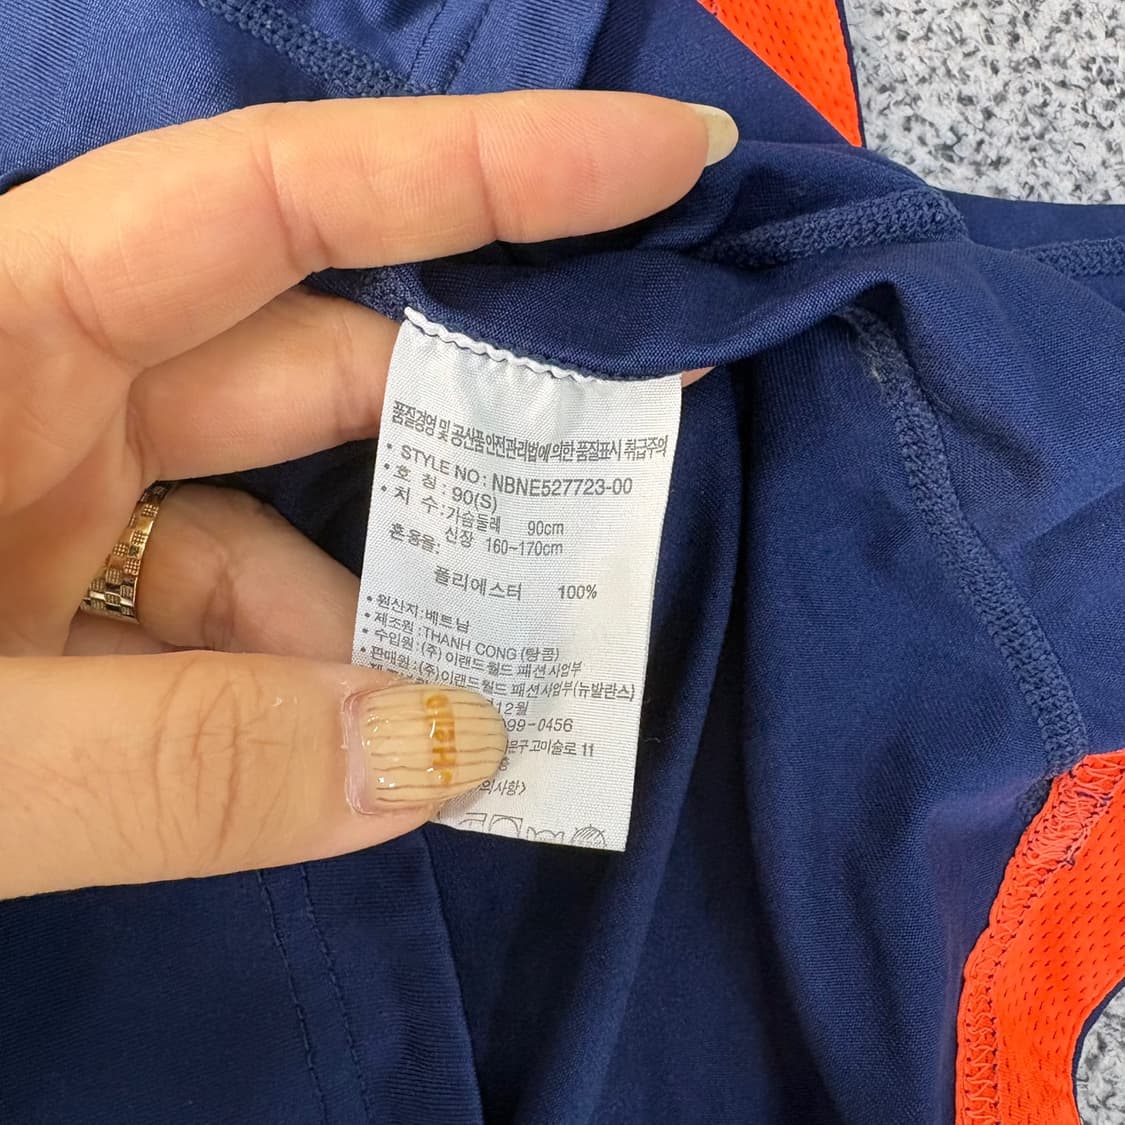 품질경영 및 공산품안전관리법에 의한 품질표시 취급주의
• STYLE NO : NBNE527723-00
• 호 칭 : 90(S)
• 치 수 : 가슴둘레 90cm
신장 160~170cm
혼용율:
폴리에스터 100%
• 원산지 : 베트남
• 제조원 : THANH CONG (탕콤)
• 수입원 : (주) 이랜드월드 패션사업부
• 판매원 : (주) 이랜드월드 패션사업부(뉴발란스)
12월
99-0456
고미술로 11
의사항>